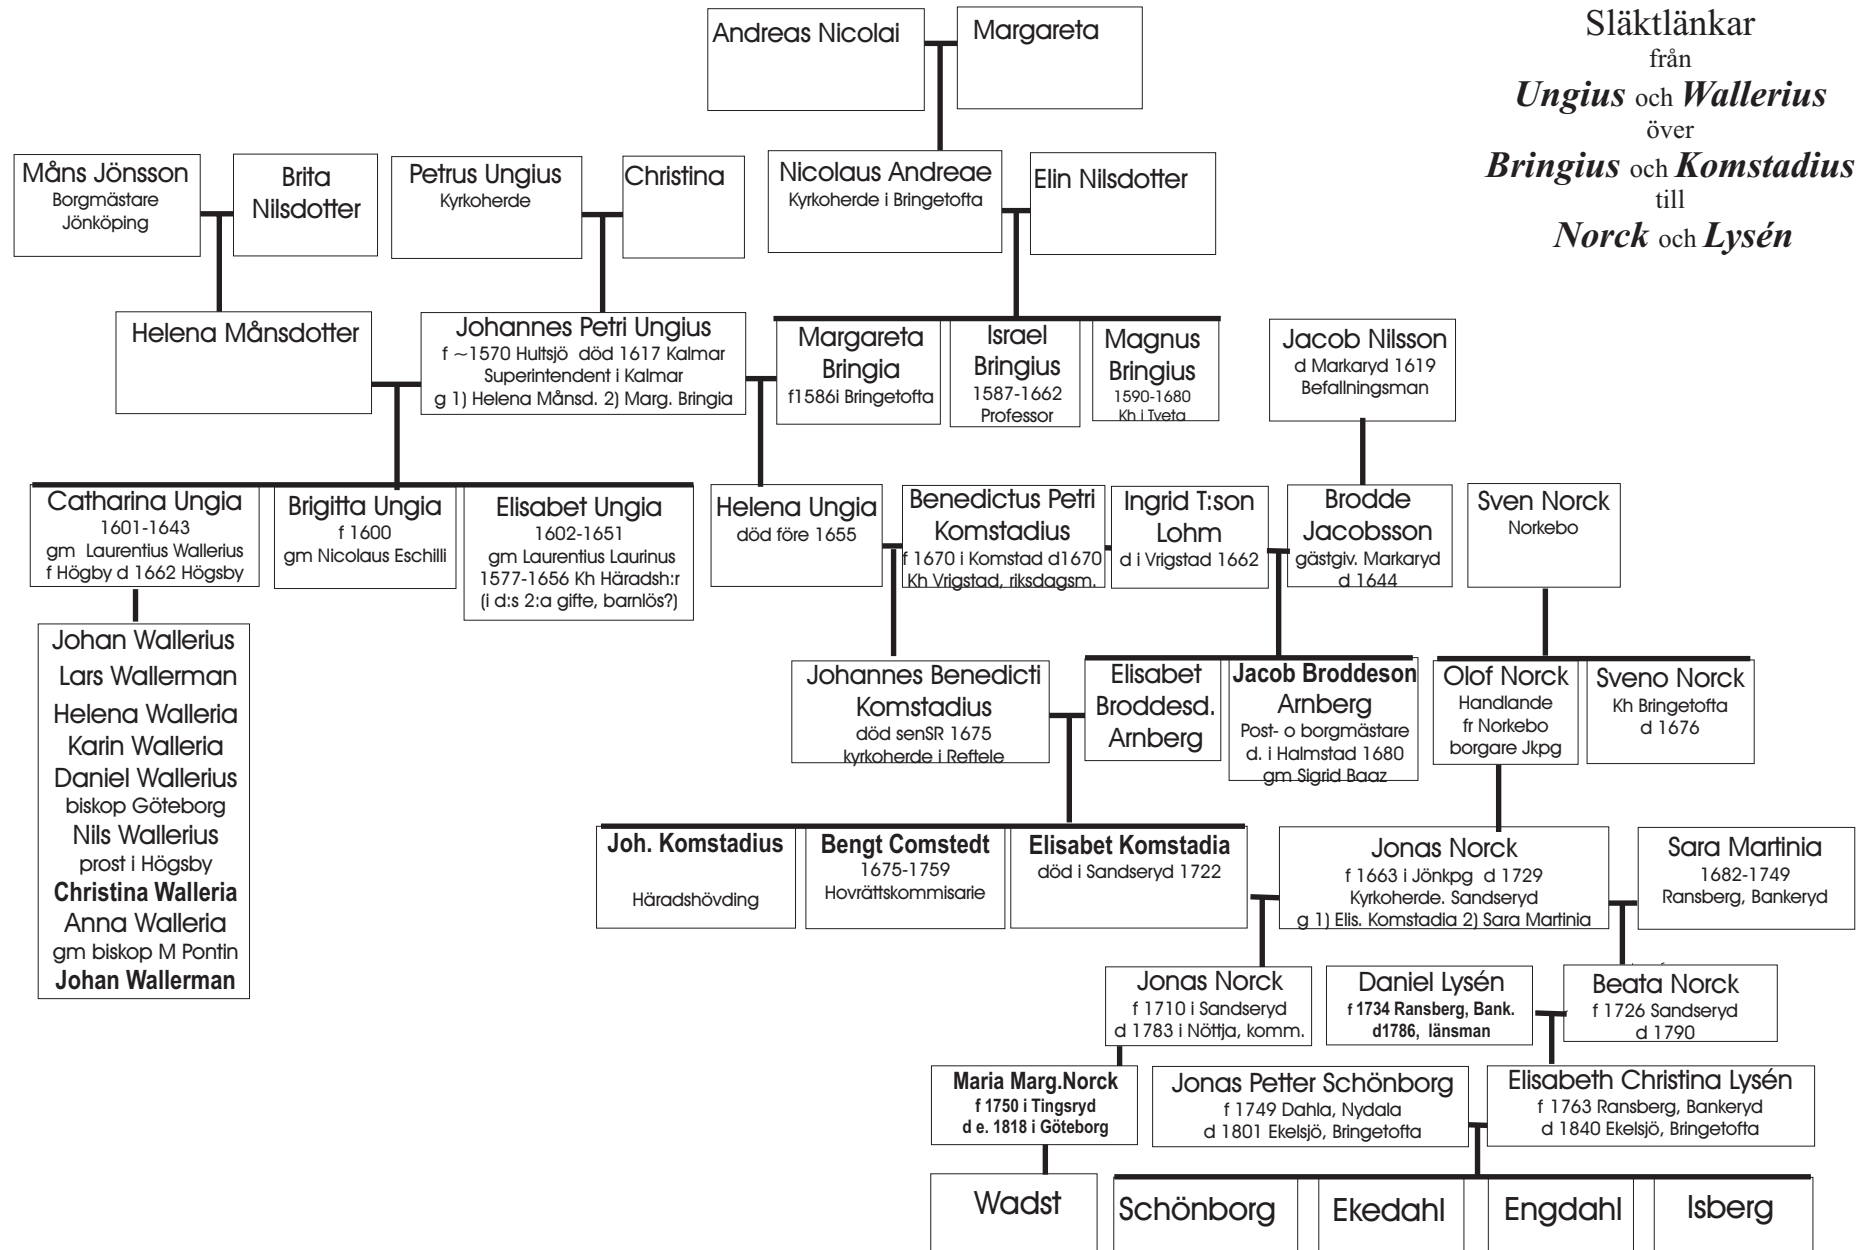 Släktlänkar
från
Ungius och Wallerius
över
Bringius och Komstadius
till
Norck och Lysén
Andreas Nicolai
Margareta
Måns Jönsson
Borgmästare
Jönköping
Brita
Nilsdotter
Petrus Ungius
Kyrkoherde
Christina
Nicolaus Andreae
Kyrkoherde i Bringetofta
Elin Nilsdotter
Helena Månsdotter
Johannes Petri Ungius
f ~1570 Hultsjö död 1617 Kalmar
Superintendent i Kalmar
g 1) Helena Månsd. 2) Marg. Bringia
Margareta
Bringia
f1586i Bringetofta
Israel
Bringius
1587-1662
Professor
Magnus
Bringius
1590-1680
Kh i Tveta
Jacob Nilsson
d Markaryd 1619
Befallningsman
Catharina Ungia
1601-1643
gm Laurentius Wallerius
f Högby d 1662 Högsby
Brigitta Ungia
f 1600
gm Nicolaus Eschilli
Elisabet Ungia
1602-1651
gm Laurentius Laurinus
1577-1656 Kh Häradsh:r
(i d:s 2:a gifte, barnlös?)
Helena Ungia
död före 1655
Benedictus Petri
Komstadius
f 1670 i Komstad d1670
Kh Vrigstad, riksdagsm.
Ingrid T:son
Lohm
d i Vrigstad 1662
Brodde
Jacobsson
gästgiv. Markaryd
d 1644
Sven Norck
Norkebo
Johan Wallerius
Lars Wallerman
Helena Walleria
Karin Walleria
Daniel Wallerius
biskop Göteborg
Nils Wallerius
prost i Högsby
Christina Walleria
Anna Walleria
gm biskop M Pontin
Johan Wallerman
Johannes Benedicti
Komstadius
död senSR 1675
kyrkoherde i Reftele
Elisabet
Broddesd.
Arnberg
Jacob Broddeson
Arnberg
Post- o borgmästare
d. i Halmstad 1680
gm Sigrid Baaz
Olof Norck
Handlande
fr Norkebo
borgare Jkpg
Sveno Norck
Kh Bringetofta
d 1676
Joh. Komstadius
Häradshövding
Bengt Comstedt
1675-1759
Hovrättskommisarie
Elisabet Komstadia
död i Sandseryd 1722
Jonas Norck
f 1663 i Jönkpg d 1729
Kyrkoherde. Sandseryd
g 1) Elis. Komstadia 2) Sara Martinia
Sara Martinia
1682-1749
Ransberg, Bankeryd
Jonas Norck
f 1710 i Sandseryd
d 1783 i Nöttja, komm.
Daniel Lysén
f 1734 Ransberg, Bank.
d1786, länsman
Beata Norck
f 1726 Sandseryd
d 1790
Maria Marg.Norck
f 1750 i Tingsryd
d e. 1818 i Göteborg
Jonas Petter Schönborg
f 1749 Dahla, Nydala
d 1801 Ekelsjö, Bringetofta
Elisabeth Christina Lysén
f 1763 Ransberg, Bankeryd
d 1840 Ekelsjö, Bringetofta
Wadst
Schönborg
Ekedahl
Engdahl
Isberg